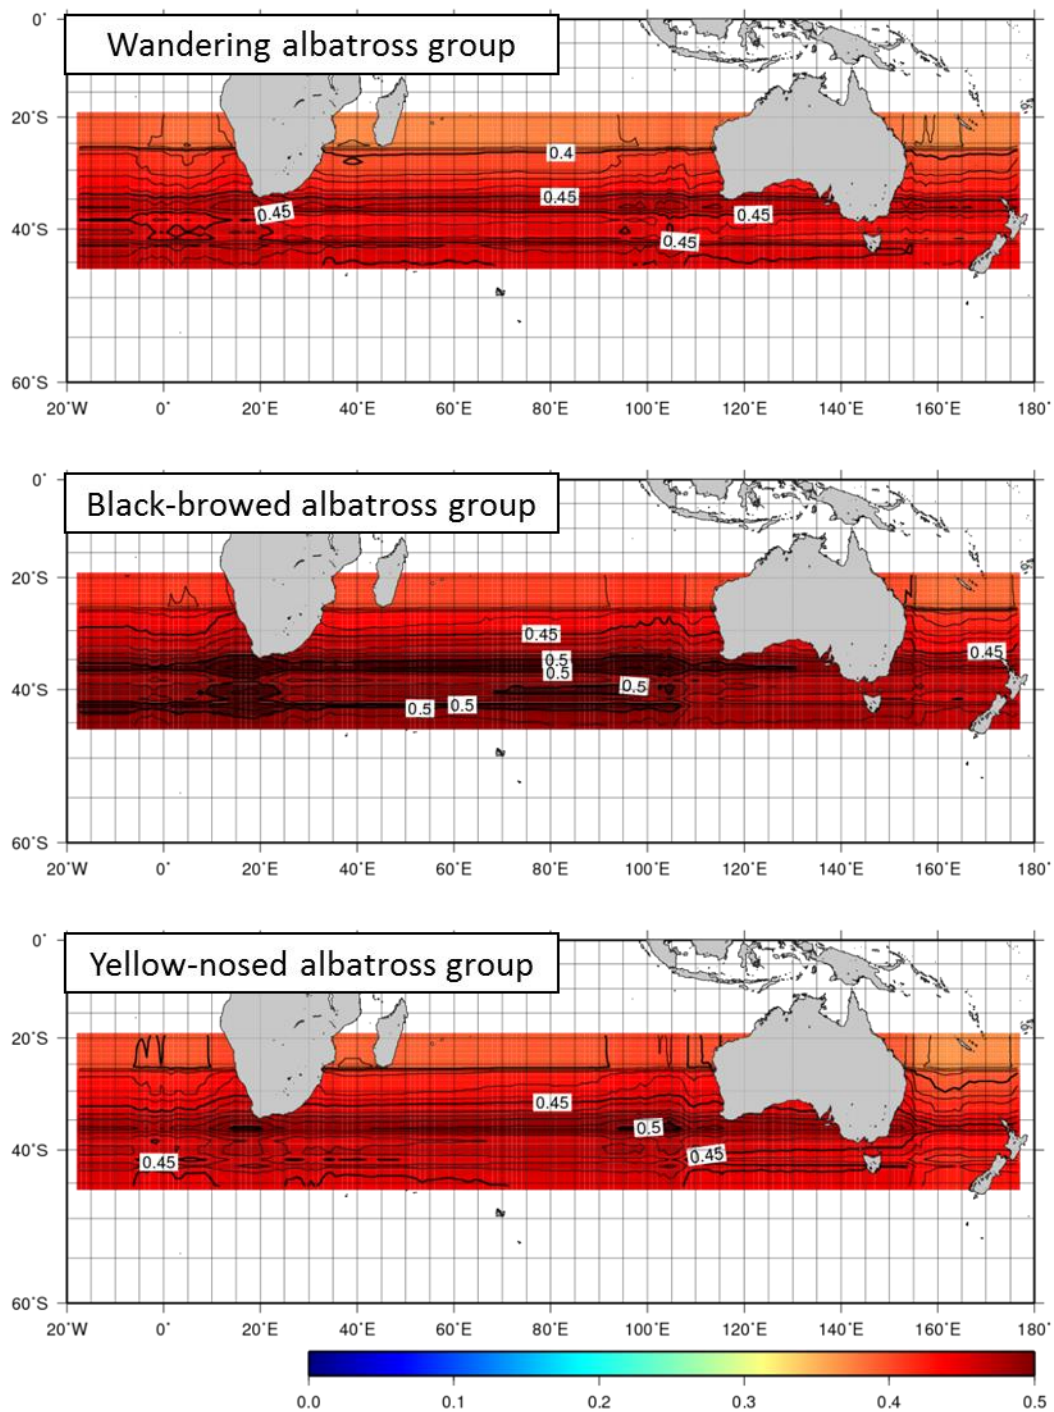 Wandering albatross group
0˚
20˚S
40˚S
60˚S
0.4
0.45
0.45
0.45
0.45
20˚W 0˚ 20˚E 40˚E 60˚E 80˚E 100˚E 120˚E 140˚E 160˚E 180˚
Black-browed albatross group
0˚
20˚S
40˚S
60˚S
0.45
0.45
0.5
0.5
0.5
0.5 0.5
20˚W 0˚ 20˚E 40˚E 60˚E 80˚E 100˚E 120˚E 140˚E 160˚E 180˚
Yellow-nosed albatross group
0˚
20˚S
40˚S
60˚S
0.45
0.5
0.45 0.45
20˚W 0˚ 20˚E 40˚E 60˚E 80˚E 100˚E 120˚E 140˚E 160˚E 180˚
0.0 0.1 0.2 0.3 0.4 0.5